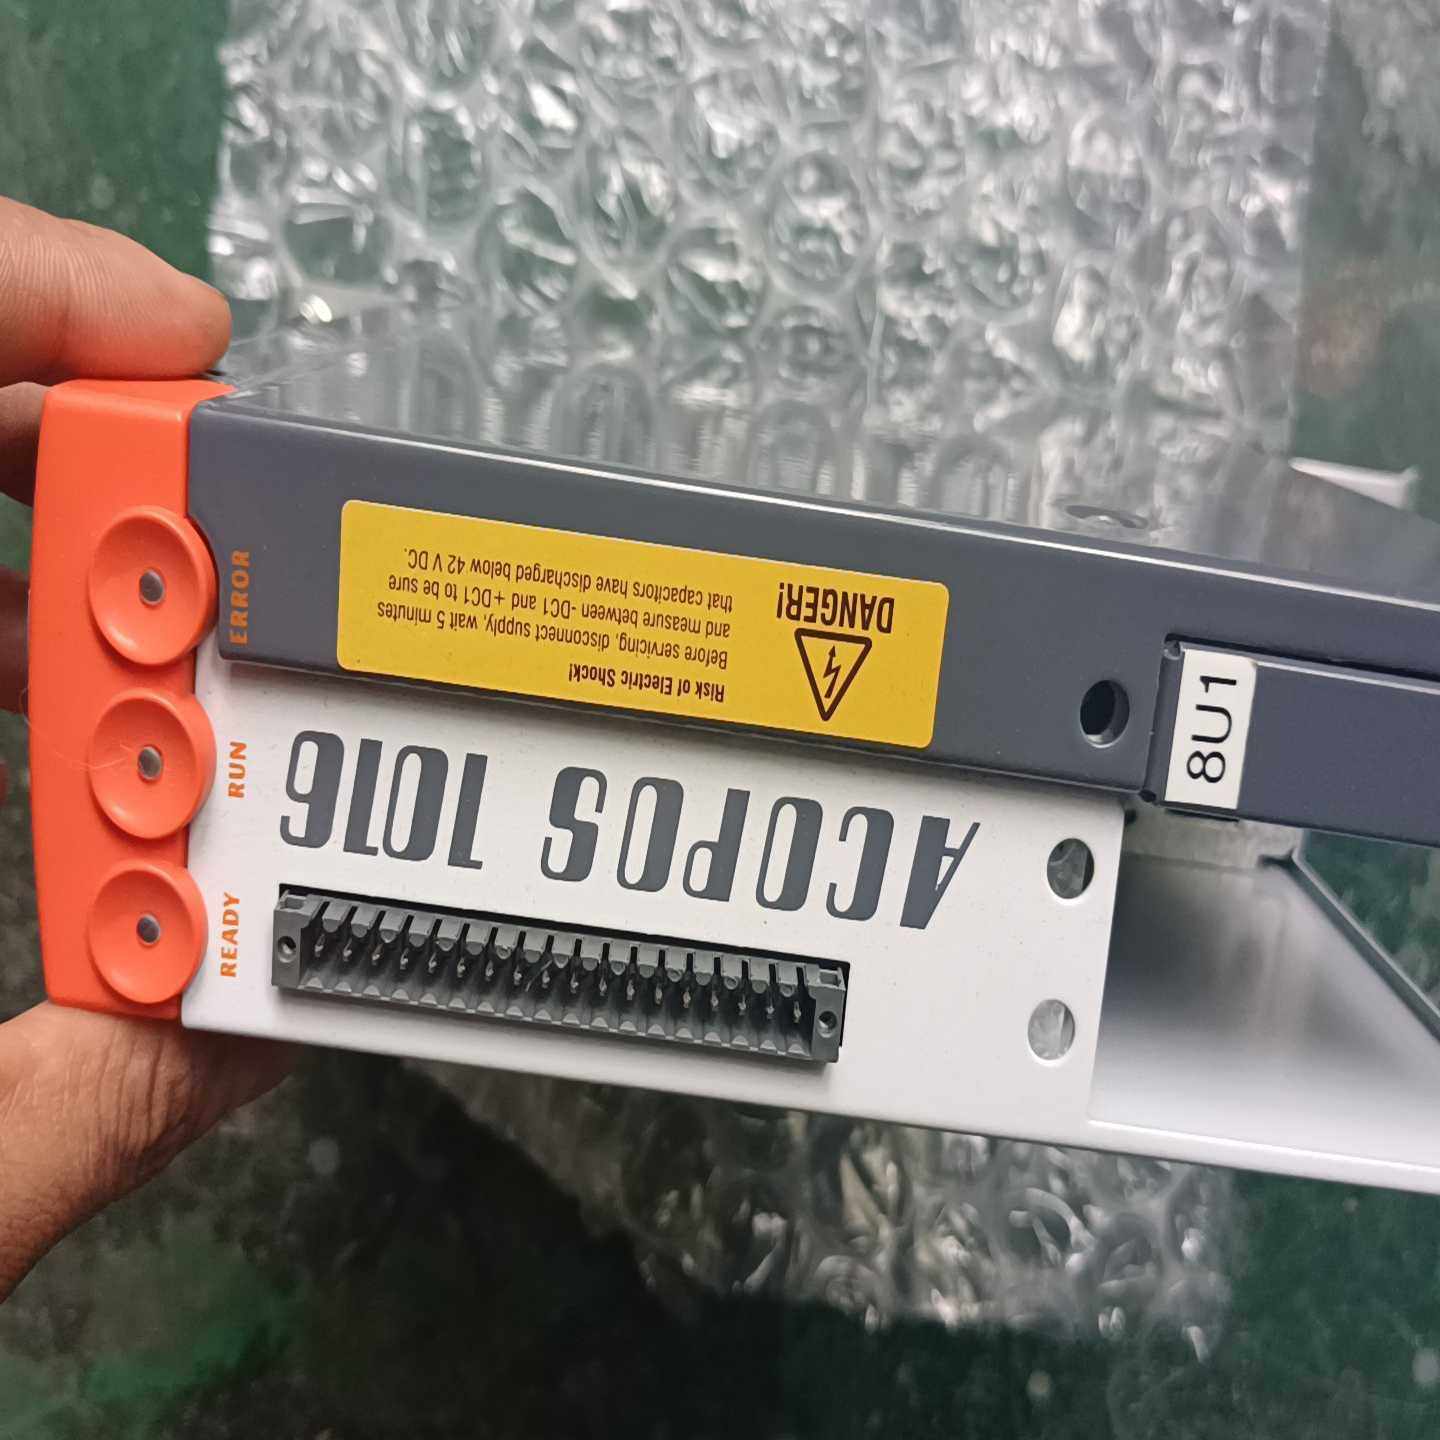 ERROR
RUN
READY
DANGER!
Risk of Electric Shock!
Before servicing, disconnect supply, wait 5 minutes
and measure between -DC1 and +DC1 to be sure
that capacitors have discharged below 42 V DC.
ACOPOS 1016
8U1